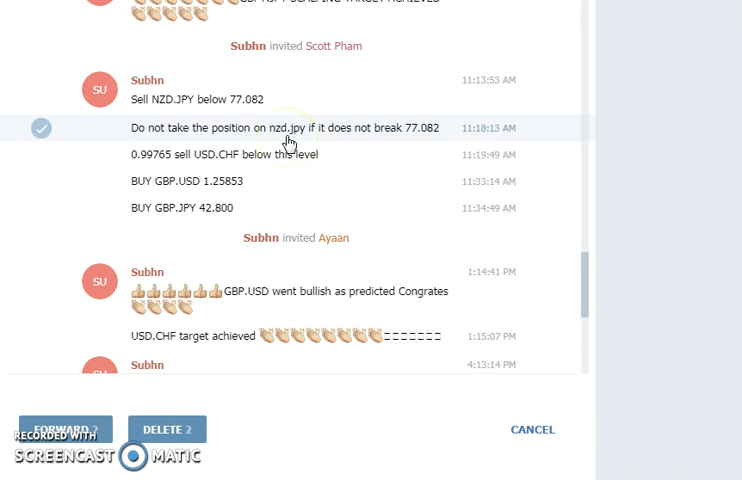 GBP.JPY SCALPING TARGET ACHIEVED
Subhn invited Scott Pham
SU
Subhn 11:13:53 AM
Sell NZD.JPY below 77.082
Do not take the position on nzd.jpy if it does not break 77.082 11:18:13 AM
0.99765 sell USD.CHF below this level 11:19:49 AM
BUY GBP.USD 1.25853 11:33:14 AM
BUY GBP.JPY 42.800 11:34:49 AM
Subhn invited Ayaan
SU
Subhn 1:14:41 PM
👍👍👍👍👍👍GBP.USD went bullish as predicted Congrates
👏👏👏👏
USD.CHF target achieved 👏👏👏👏👏👏👏👏 1:15:07 PM
SU
Subhn 4:13:14 PM
FORWARD 2 DELETE 2 CANCEL
RECORDED WITH
SCREENCAST MATIC